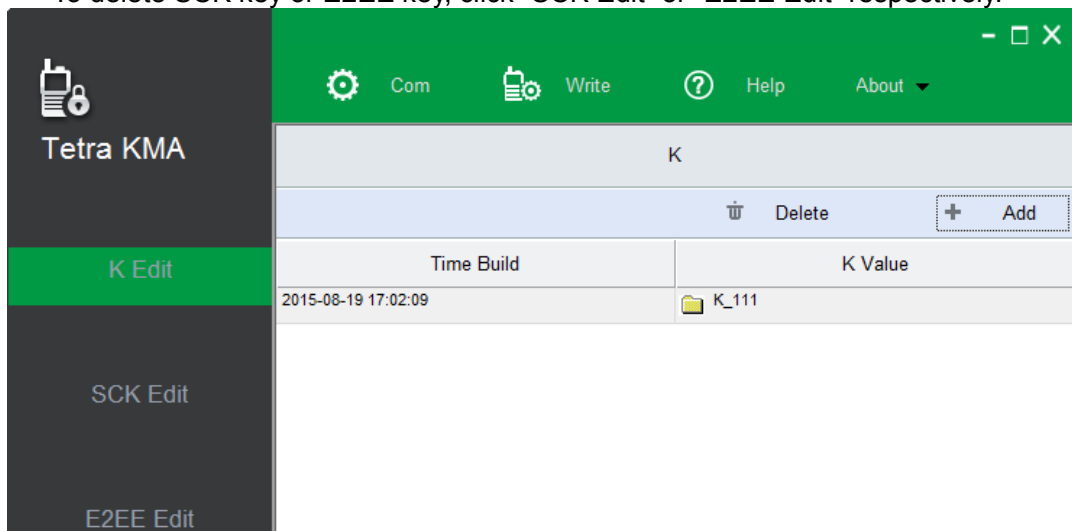 To delete SCK key or E2EE key, click "SCK Edit" or "E2EE Edit" respectively.
Com Write Help About
Tetra KMA
K
Delete Add
K Edit
Time Build K Value
2015-08-19 17:02:09 K_111
SCK Edit
E2EE Edit